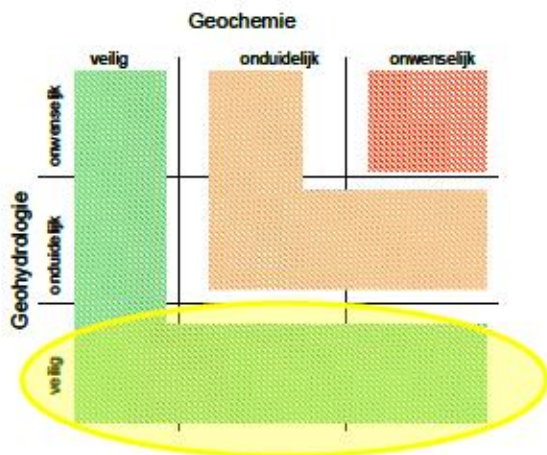 Geochemie
veilig onduidelijk onwenselijk
Geohydrologie
onwenselijk
onduidelijk
veilig